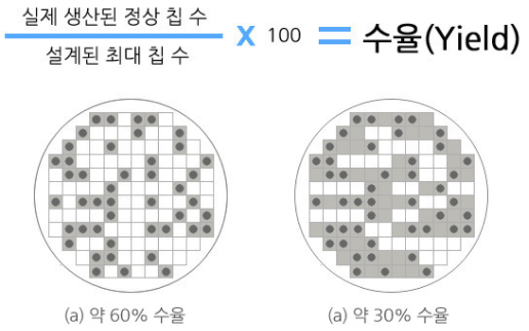 실제 생산된 정상 칩 수
설계된 최대 칩 수
X 100 = 수율(Yield)
(a) 약 60% 수율
(a) 약 30% 수율